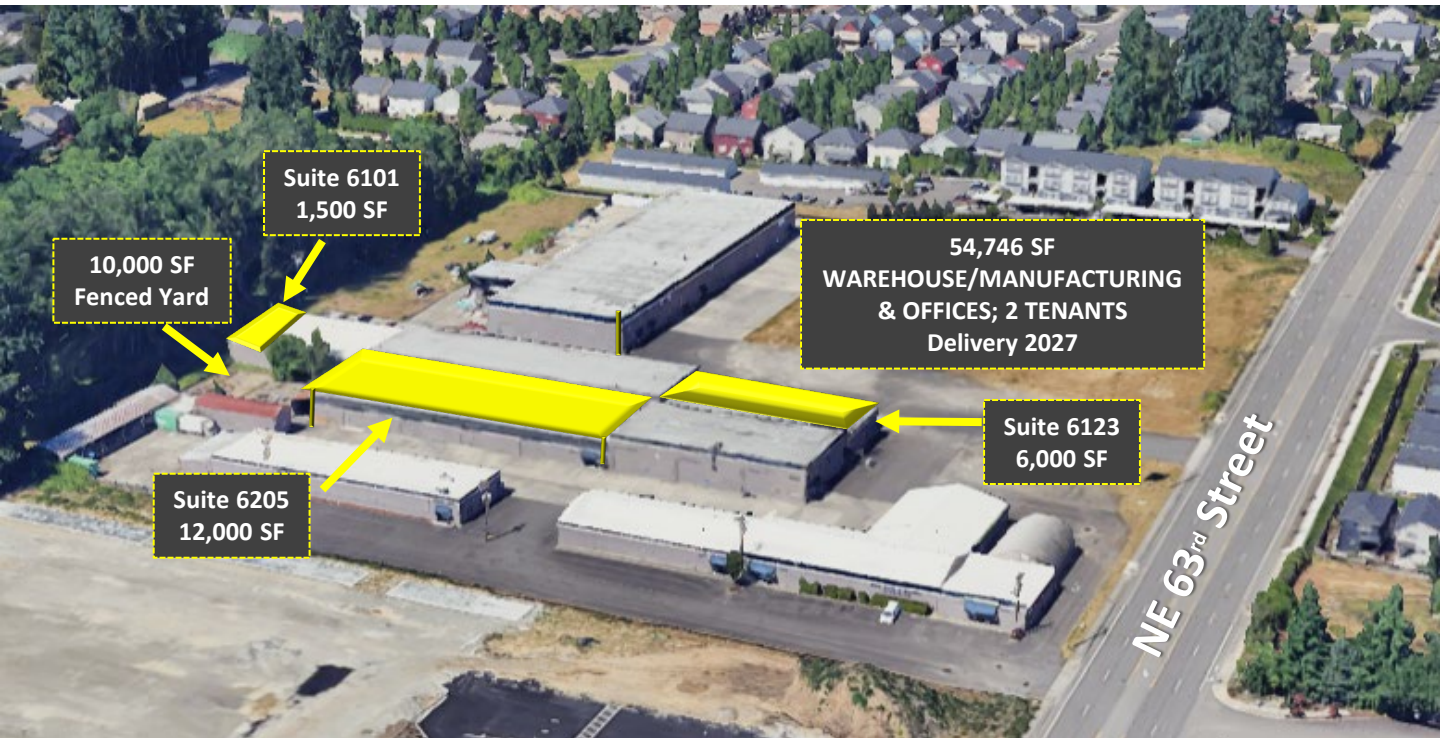 Suite 6101
1,500 SF
10,000 SF
Fenced Yard
54,746 SF
WAREHOUSE/MANUFACTURING
& OFFICES; 2 TENANTS
Delivery 2027
Suite 6123
6,000 SF
Suite 6205
12,000 SF
NE 63rd Street